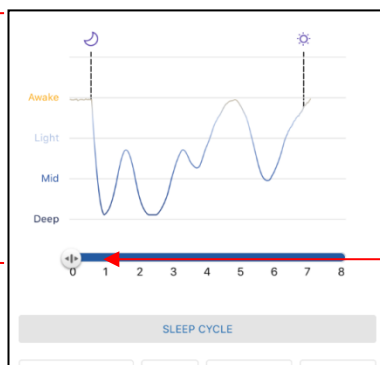 Awake
Light
Mid
Deep
0 1 2 3 4 5 6 7 8
SLEEP CYCLE